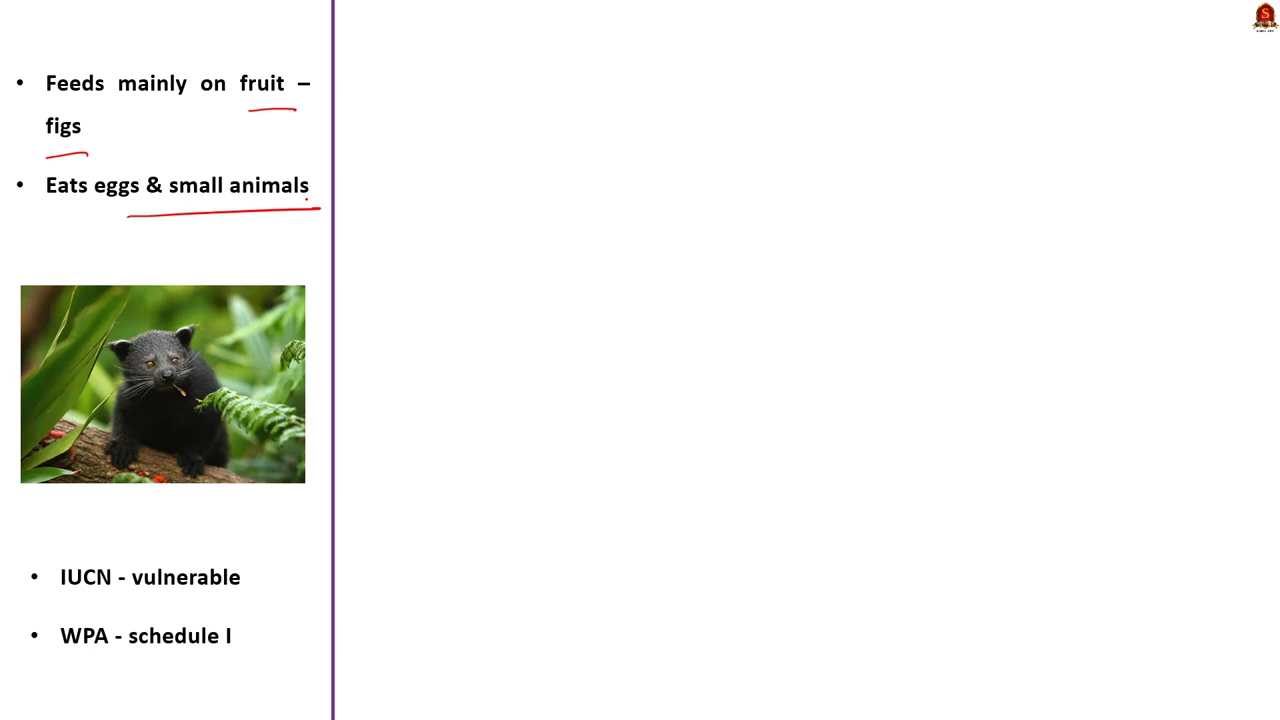 • Feeds mainly on fruit –
figs
• Eats eggs & small animals
• IUCN - vulnerable
• WPA - schedule I